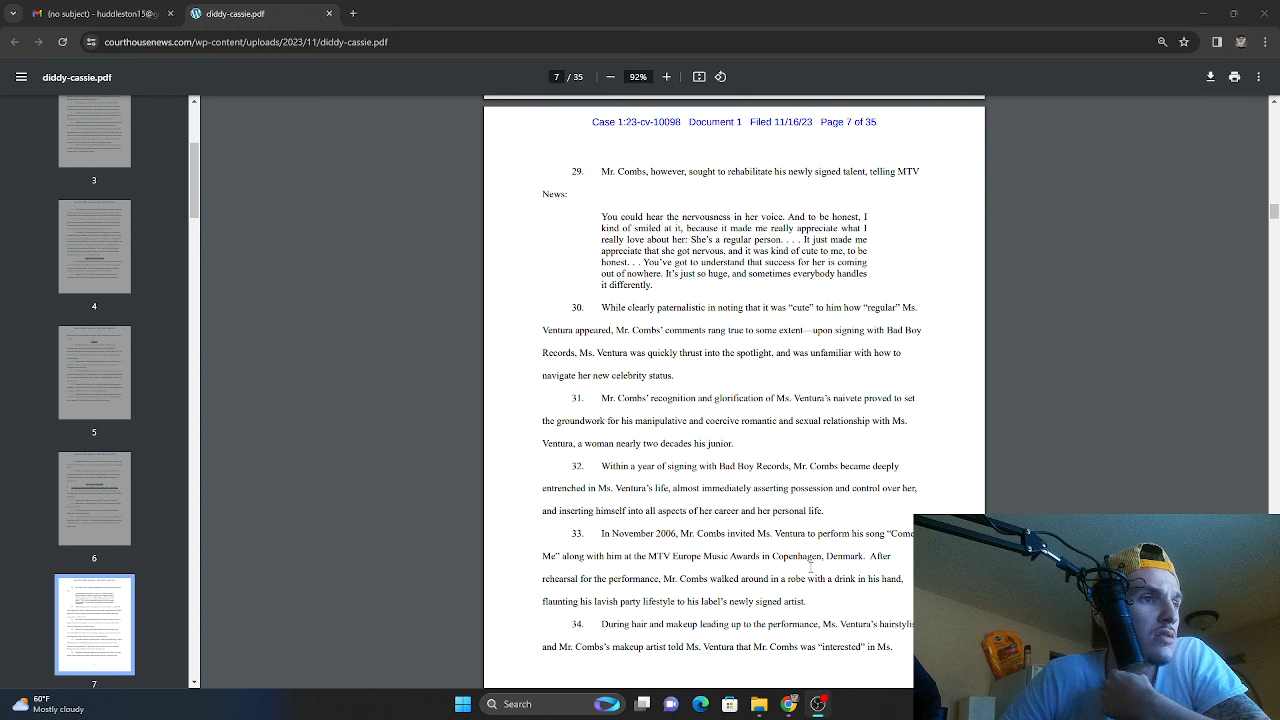 (no subject) - huddleston15@g
diddy-cassie.pdf
courthousenews.com/wp-content/uploads/2023/11/diddy-cassie.pdf
diddy-cassie.pdf
7 / 35
92%
3
4
5
6
7
Case 1:23-cv-10098 Document 1 Filed 11/16/23 Page 7 of 35
29. Mr. Combs, however, sought to rehabilitate his newly signed talent, telling MTV
News:
You could hear the nervousness in her voice. And to be honest, I
kind of smiled at it, because it made me really appreciate what I
really love about her: She's a regular person. . . . It just made me
appreciate that she got nervous, and it was kind of cute to me, to be
honest. . . You've got to understand that success for her is coming
out of nowhere. It's just so huge, and sometimes everybody handles
it differently.
30. While clearly paternalistic in noting that it was “cute” to him how “regular” Ms.
Ventura appeared, Mr. Combs' comments rang true to some extent—upon signing with Bad Boy
Records, Ms. Ventura was quickly thrust into the spotlight, and was unfamiliar with how to
navigate her new celebrity status.
31. Mr. Combs' recognition and glorification of Ms. Ventura's naivete proved to set
the groundwork for his manipulative and coercive romantic and sexual relationship with Ms.
Ventura, a woman nearly two decades his junior.
32. Within a year of signing with Bad Boy Records, Mr. Combs became deeply
entrenched in Ms. Ventura's life, almost immediately asserting possession and control over her,
and inserting himself into all aspects of her career and her personal life.
33. In November 2006, Mr. Combs invited Ms. Ventura to perform his song “Come
Me” along with him at the MTV Europe Music Awards in Copenhagen, Denmark. After
performing at the event, Mr. Combs pranced around with a drink in his hand,
flaunting his celebrity lifestyle to his label's newly signed artist.
34. During hair and makeup
Ms. Ventura's hairstylis
Mr. Combs's makeup artist told Ms. Ventura that Mr. Combs was “interested” in Ms.
60°F
Mostly cloudy
Search